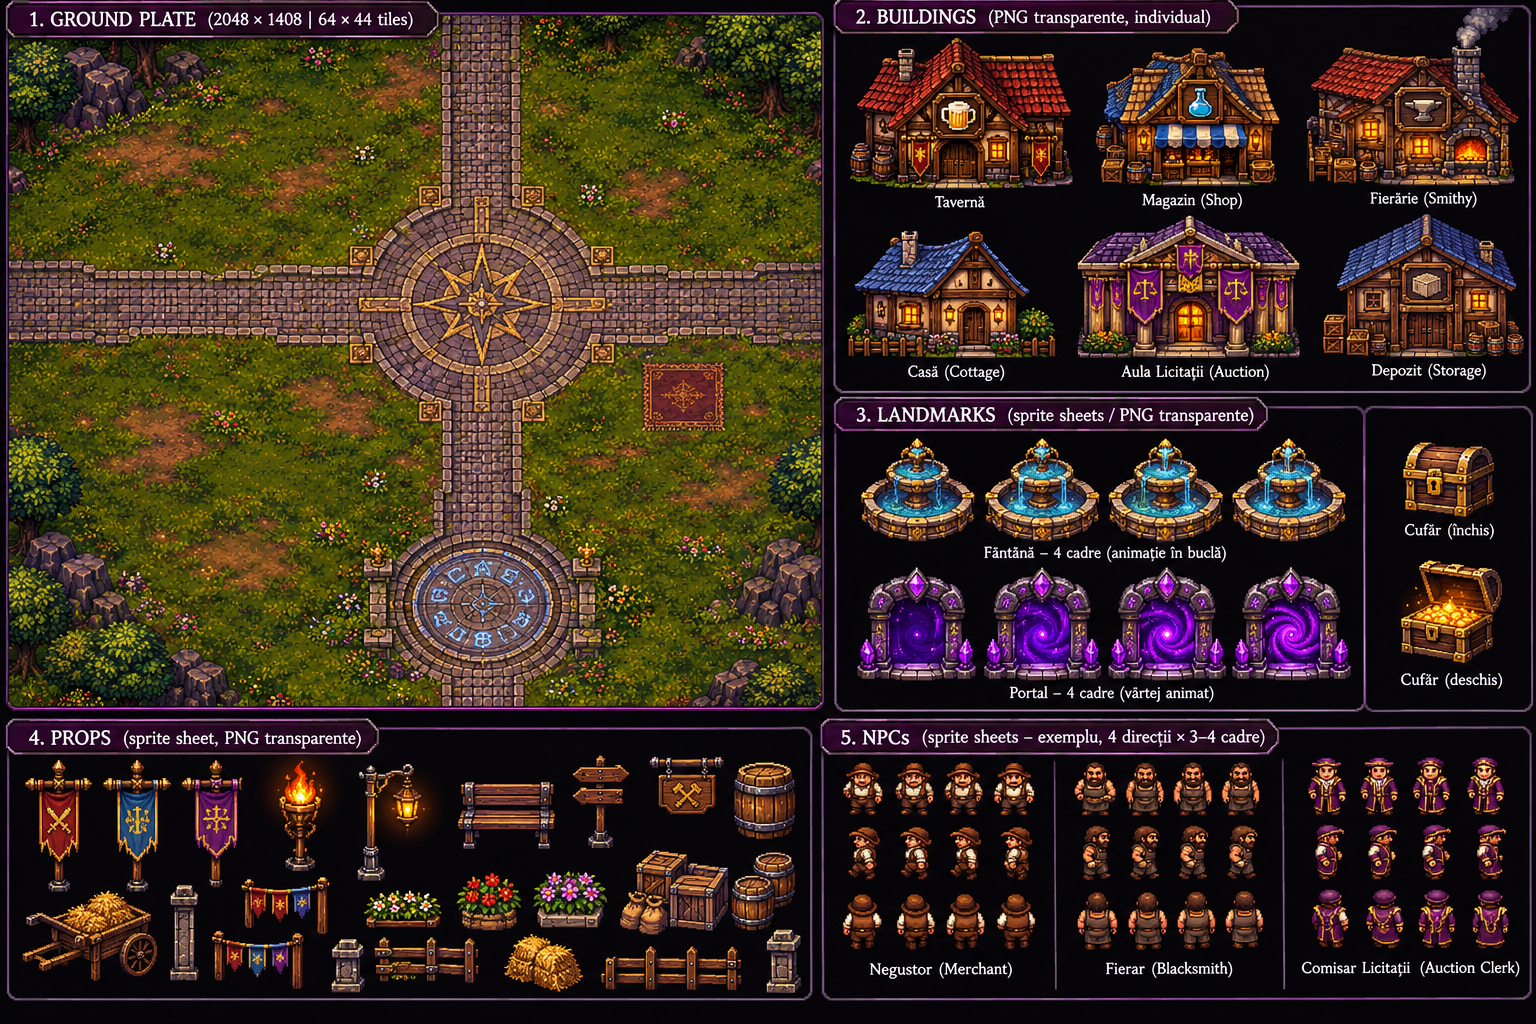 1. GROUND PLATE (2048 × 1408 | 64 × 44 tiles)
2. BUILDINGS (PNG transparente, individual)
Tavernă
Magazin (Shop)
Fierărie (Smithy)
Casă (Cottage)
Aula Licitații (Auction)
Depozit (Storage)
3. LANDMARKS (sprite sheets / PNG transparente)
Făntănă – 4 cadre (animație în buclă)
Portal – 4 cadre (vârtej animat)
Cufăr (închis)
Cufăr (deschis)
4. PROPS (sprite sheet, PNG transparente)
5. NPCs (sprite sheets – exemplu, 4 direcții × 3–4 cadre)
Negustor (Merchant)
Fierar (Blacksmith)
Comisar Licitații (Auction Clerk)